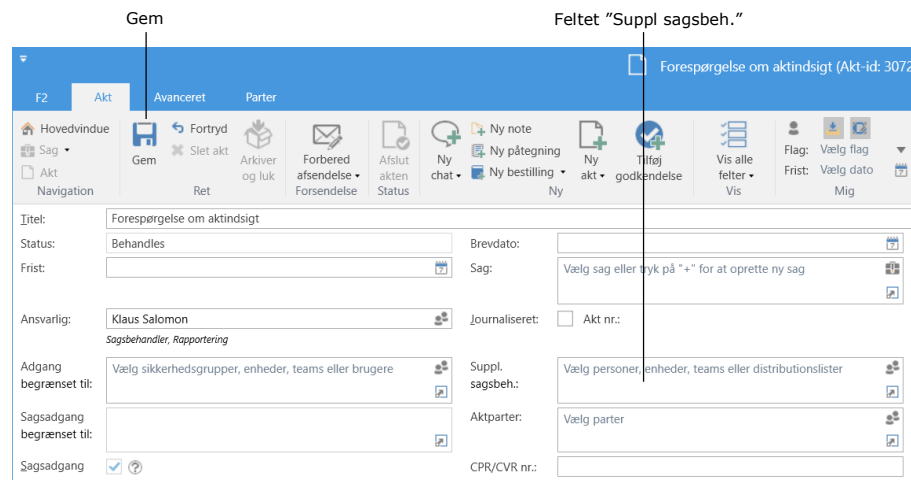 Gem
Feltet ”Suppl sagsbeh.”
Forespørgelse om aktindsigt (Akt-id: 3072
F2 Akt Avanceret Parter
Hovedvindue
Sag
Akt
Navigation
Gem
Fortryd
Slet akt
Arkiver
og luk
Ret
Forbered
afsendelse
Forsendelse
Afslut
akten
Status
Ny
chat
Ny note
Ny påtegning
Ny bestilling
Ny
akt
Tilføj
godkendelse
Ny
Vis alle
felter
Vis
Flag: Vælg flag
Frist: Vælg dato
Mig
Titel: Forespørgelse om aktindsigt
Status: Behandles
Brevdato:
Frist:
Sag: Vælg sag eller tryk på "+" for at oprette ny sag
Ansvarlig: Klaus Salomon
Sagsbehandler, Rapportering
Journaliseret: Akt nr.:
Adgang
begrænset til:
Vælg sikkerhedsgrupper, enheder, teams eller brugere
Suppl.
sagsbeh.:
Vælg personer, enheder, teams eller distributionslister
Sagsadgang
begrænset til:
Aktparter: Vælg parter
Sagsadgang
CPR/CVR nr.: